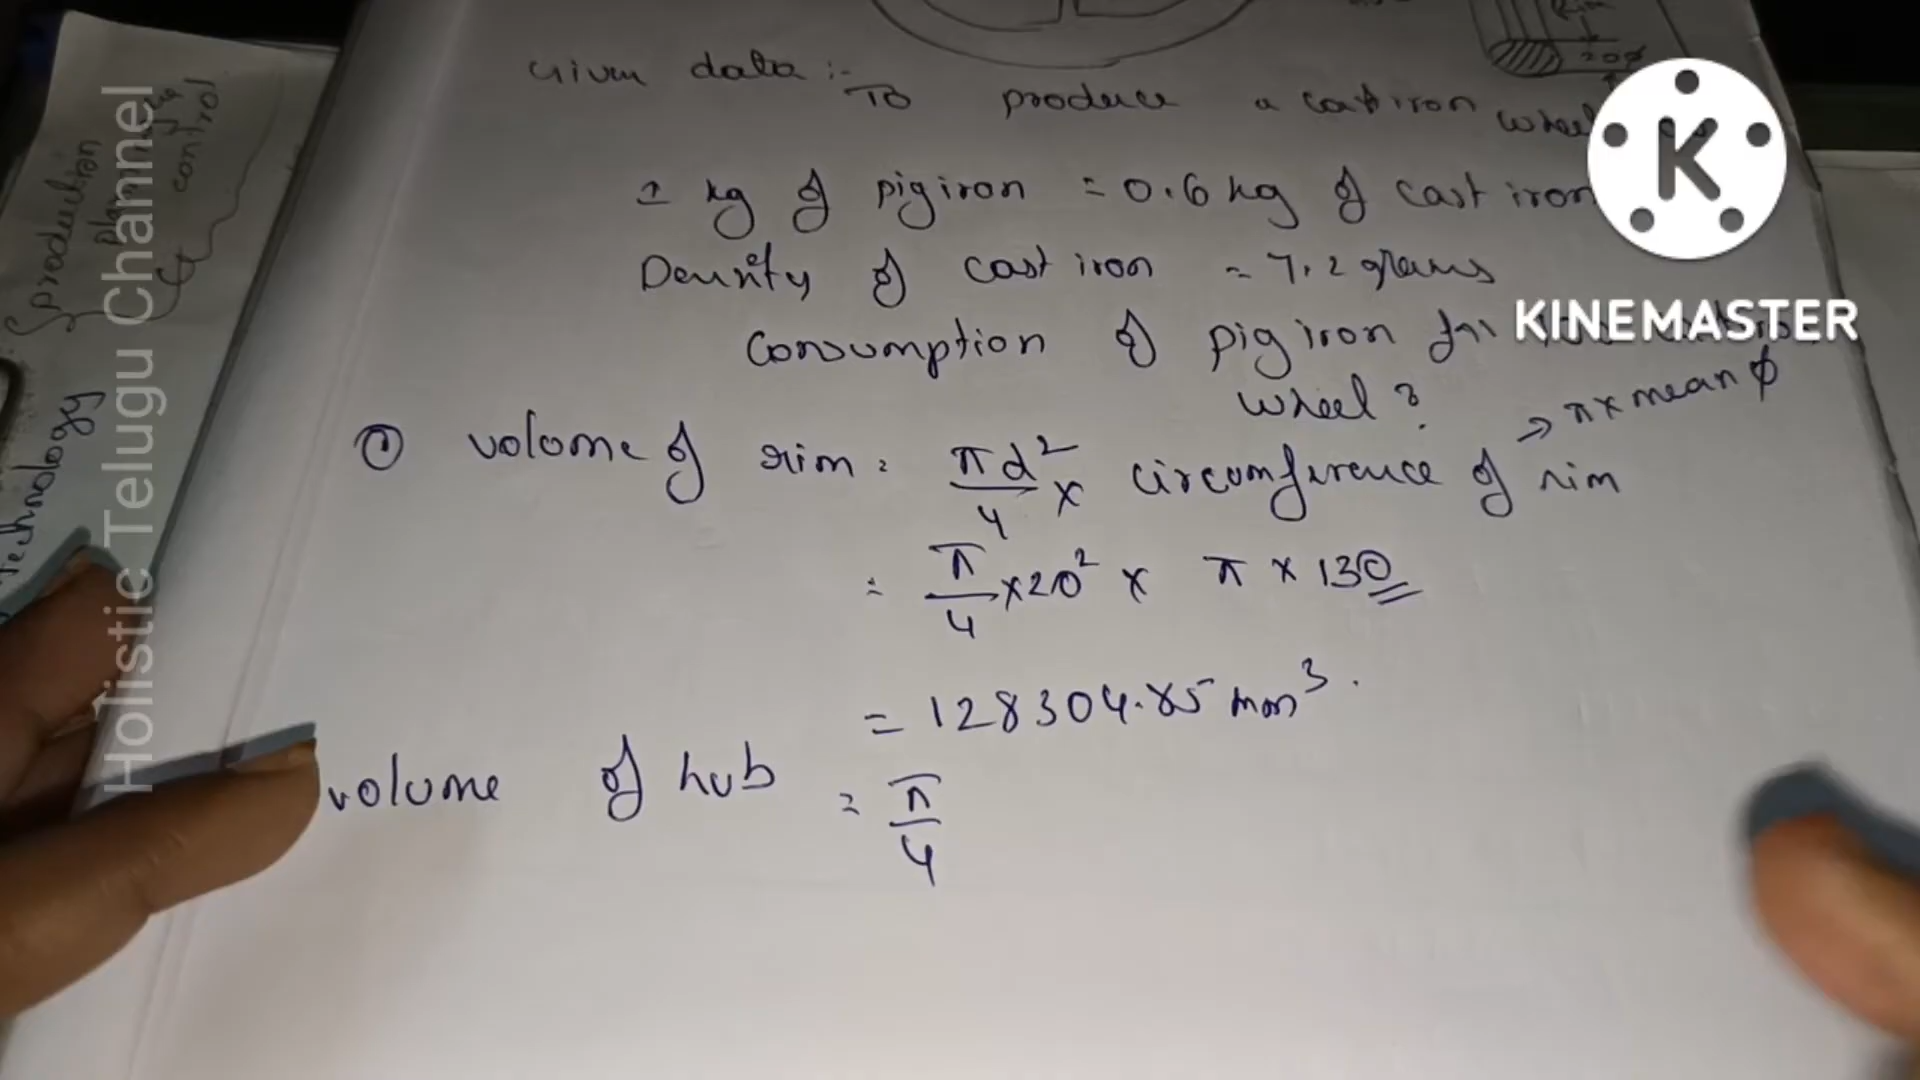 Given data :-
To produce a cast iron wheel
1 kg of pig iron = 0.6 kg of cast iron
Density of cast iron = 7.2 grams
Consumption of pig iron for
wheel ?
→ π x mean φ
① volume of rim = πd²/4 x circumference of rim
= π/4 x 20² x π x 130
= 128304.85 mm³.
volume of hub = π/4
Rim
20φ
production
planning &
control
Technology
Holistic Telugu Channel
K
KINEMASTER